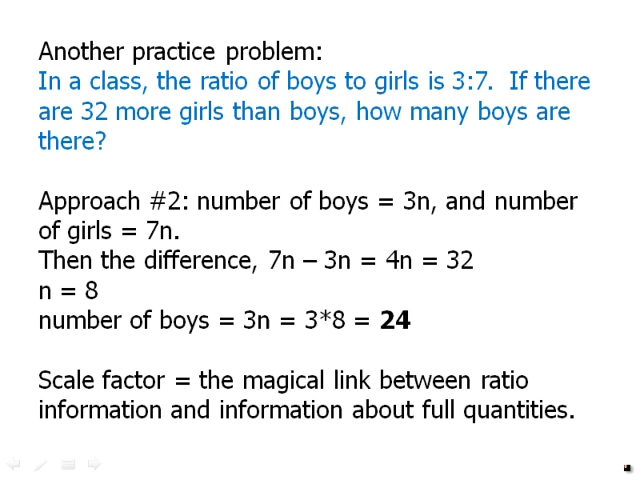 Another practice problem:
In a class, the ratio of boys to girls is 3:7.  If there
are 32 more girls than boys, how many boys are
there?
Approach #2: number of boys = 3n, and number
of girls = 7n.
Then the difference, 7n – 3n = 4n = 32
n = 8
number of boys = 3n = 3*8 = 24
Scale factor = the magical link between ratio
information and information about full quantities.